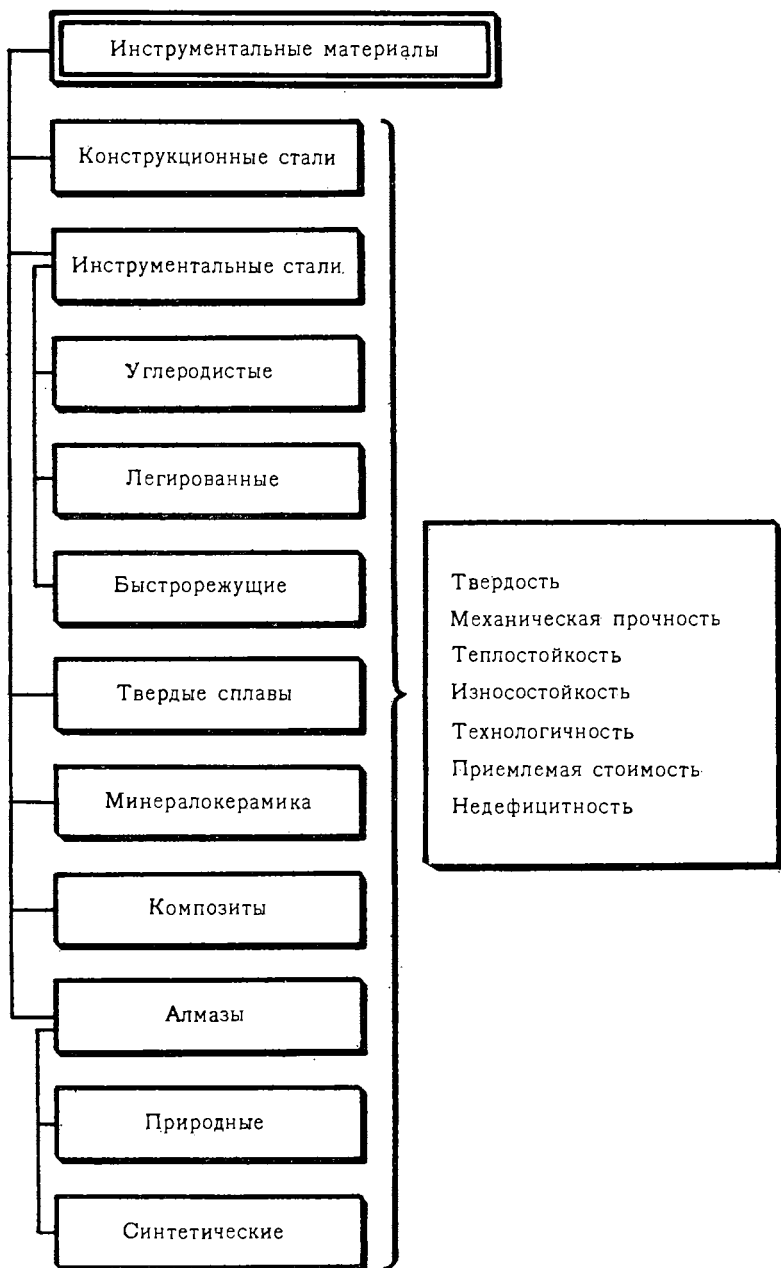 Инструментальные материалы
Конструкционные стали
Инструментальные стали
Углеродистые
Легированные
Быстрорежущие
Твердые сплавы
Минералокерамика
Композиты
Алмазы
Природные
Синтетические
Твердость
Механическая прочность
Теплостойкость
Износостойкость
Технологичность
Приемлемая стоимость
Недефицитность